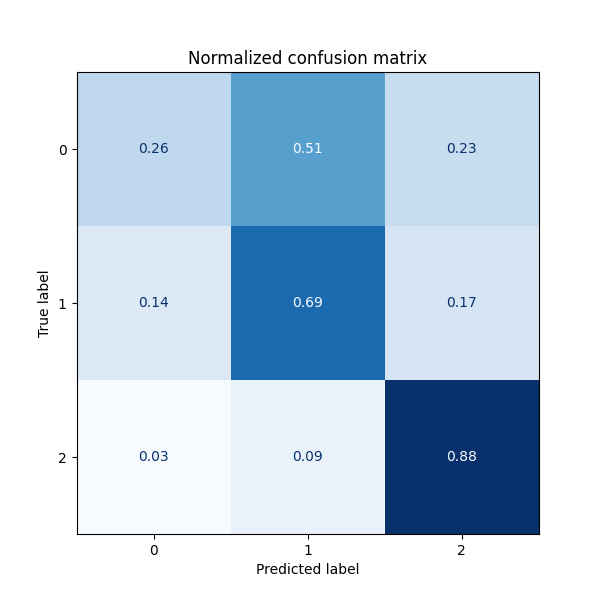 Normalized confusion matrix
True label
0
0.26 0.51 0.23
1
0.14 0.69 0.17
2
0.03 0.09 0.88
0 1 2
Predicted label